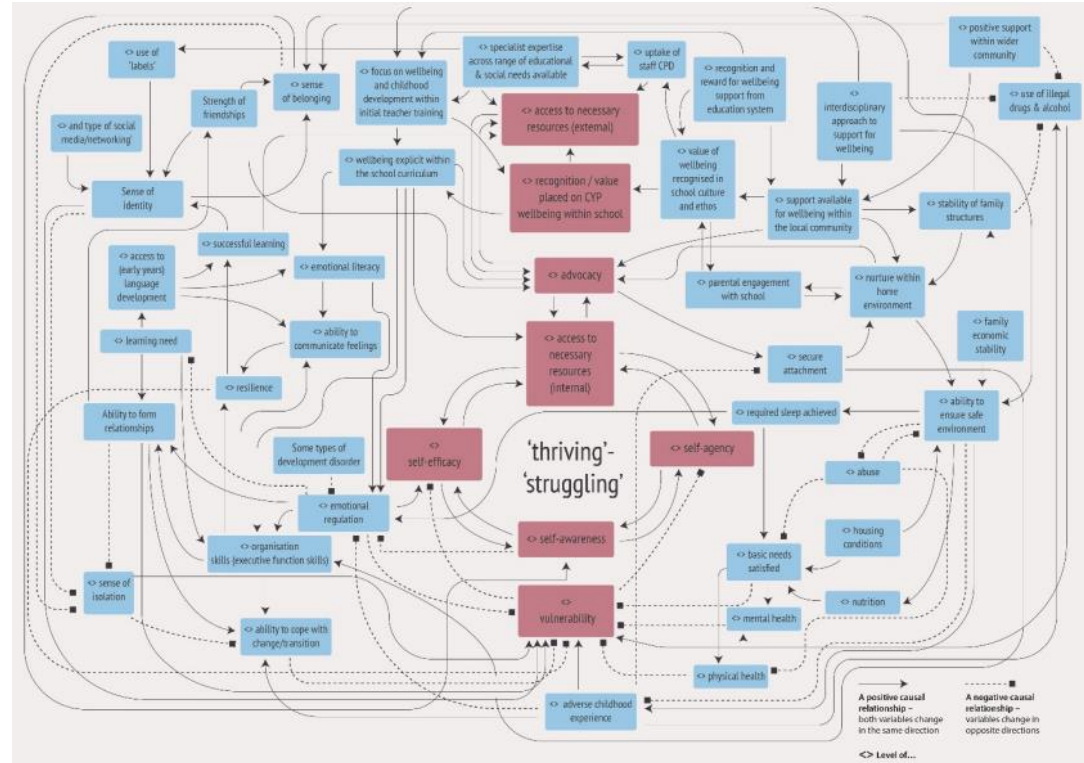 <> use of
'labels'
Strength of
friendships
<> and type of social
media/networking'
<> sense
of belonging
Sense of
identity
<> focus on wellbeing
and childhood
development within
initial teacher training
<> specialist expertise
across range of educational
& social needs available
<> uptake of
staff CPD
<> recognition and
reward for wellbeing
support from
education system
<>
interdisciplinary
approach to
support for
wellbeing
<> positive support
within wider
community
<> use of illegal
drugs & alcohol
<> access to necessary
resources (external)
<> wellbeing explicit within
the school curriculum
<> recognition / value
placed on CYP
wellbeing within school
<> value of
wellbeing
recognised in
school culture
and ethos
<> support available
for wellbeing within
the local community
<> stability of family
structures
<> successful learning
<> access to
(early years)
language
development
<> emotional literacy
<> advocacy
<> parental engagement
with school
<> nurture within
home
environment
<> learning need
<> ability to
communicate feelings
<> access to
necessary
resources
(internal)
<> family
economic
stability
<> secure
attachment
<> resilience
Ability to form
relationships
<> required sleep achieved
<> ability to
ensure safe
environment
Some types of
development disorder
<>
self-efficacy
'thriving'-
'struggling'
<> self-agency
<> abuse
<> emotional
regulation
<> organisation
skills (executive function skills)
<> self-awareness
<> housing
conditions
<> basic needs
satisfied
<> sense of
isolation
<>
vulnerability
<> nutrition
<> mental health
<> ability to cope with
change/transition
<> physical health
<> adverse childhood
experience
A positive causal
relationship –
both variables change
in the same direction
A negative causal
relationship –
variables change in
opposite directions
<> Level of...